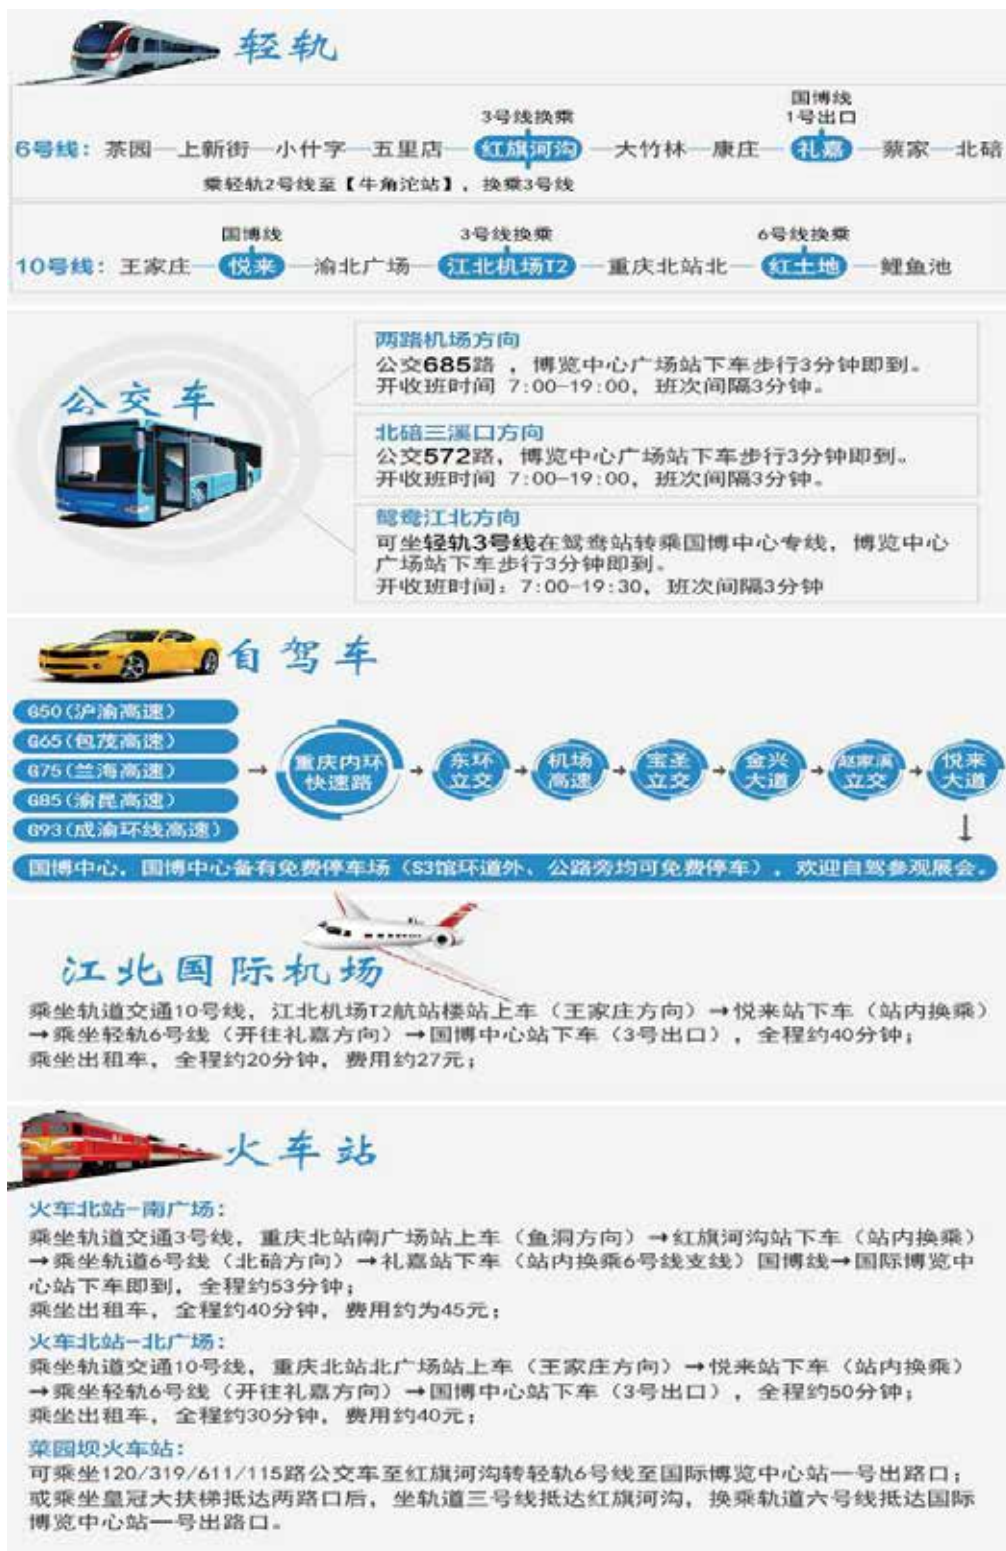 轻轨
国博线
3号线换乘 1号出口
6号线：茶园—上新街—小什字—五里店—红旗河沟—大竹林—康庄—礼嘉—蔡家—北碚
乘轻轨2号线至【牛角沱站】，换乘3号线
国博线 3号线换乘 6号线换乘
10号线：王家庄—悦来—渝北广场—江北机场T2—重庆北站北—红土地—鲤鱼池
公交车
两路机场方向
公交685路 ，博览中心广场站下车步行3分钟即到。
开收班时间 7:00-19:00，班次间隔3分钟。
北碚三溪口方向
公交572路，博览中心广场站下车步行3分钟即到。
开收班时间 7:00-19:00，班次间隔3分钟。
鸳鸯江北方向
可坐轻轨3号线在鸳鸯站转乘国博中心专线，博览中心
广场站下车步行3分钟即到。
开收班时间：7:00-19:30，班次间隔3分钟
自驾车
G50(沪渝高速)
G65(包茂高速)
G75(兰海高速)
G85(渝昆高速)
G93(成渝环线高速)
→ 重庆内环快速路 → 东环立交 → 机场高速 → 宝圣立交 → 金兴大道 → 赵家溪立交 → 悦来大道
↓
国博中心，国博中心备有免费停车场（S3馆环道外、公路旁均可免费停车），欢迎自驾参观展会。
江北国际机场
乘坐轨道交通10号线，江北机场T2航站楼站上车（王家庄方向）→悦来站下车（站内换乘）
→乘坐轻轨6号线（开往礼嘉方向）→国博中心站下车（3号出口），全程约40分钟；
乘坐出租车，全程约20分钟，费用约27元；
火车站
火车北站-南广场：
乘坐轨道交通3号线，重庆北站南广场站上车（鱼洞方向）→红旗河沟站下车（站内换乘）
→乘坐轨道6号线（北碚方向）→礼嘉站下车（站内换乘6号线支线）国博线→国际博览中
心站下车即到，全程约53分钟；
乘坐出租车，全程约40分钟，费用约为45元；
火车北站-北广场：
乘坐轨道交通10号线，重庆北站北广场站上车（王家庄方向）→悦来站下车（站内换乘）
→乘坐轻轨6号线（开往礼嘉方向）→国博中心站下车（3号出口），全程约50分钟；
乘坐出租车，全程约30分钟，费用约40元；
菜园坝火车站：
可乘坐120/319/611/115路公交车至红旗河沟转轻轨6号线至国际博览中心站一号出路口；
或乘坐皇冠大扶梯抵达两路口后，坐轨道三号线抵达红旗河沟，换乘轨道六号线抵达国际
博览中心站一号出路口。